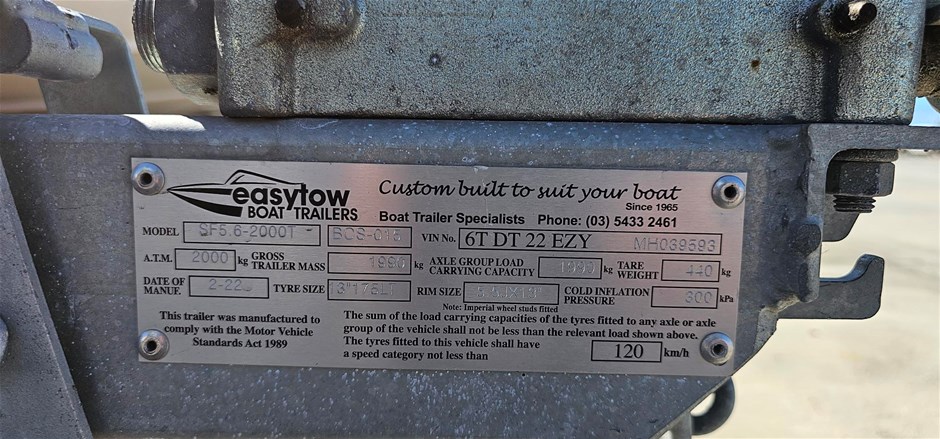 easytow
BOAT TRAILERS
Custom built to suit your boat
Since 1965
Boat Trailer Specialists Phone: (03) 5433 2461
MODEL SF5.6-2000T VIN No. 6T DT 22 EZY MH039593
A.T.M. 2000 kg GROSS TRAILER MASS kg AXLE GROUP LOAD CARRYING CAPACITY kg TARE WEIGHT 440 kg
DATE OF MANUF. TYRE SIZE RIM SIZE COLD INFLATION PRESSURE 300 kPa
Note: Imperial wheel studs fitted
This trailer was manufactured to
comply with the Motor Vehicle
Standards Act 1989
The sum of the load carrying capacities of the tyres fitted to any axle or axle
group of the vehicle shall not be less than the relevant load shown above.
The tyres fitted to this vehicle shall have
a speed category not less than 120 km/h